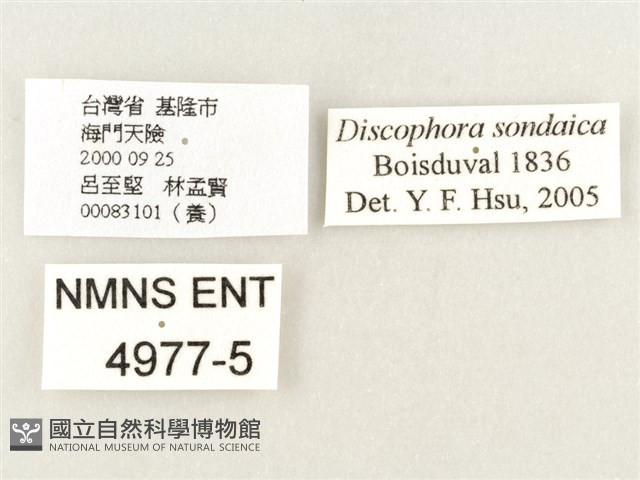 台灣省 基隆市
海門天險
2000 09 25
呂至堅 林孟賢
00083101（養）
Discophora sondaica
Boisduval 1836
Det. Y. F. Hsu, 2005
NMNS ENT
4977-5
國立自然科學博物館
NATIONAL MUSEUM OF NATURAL SCIENCE